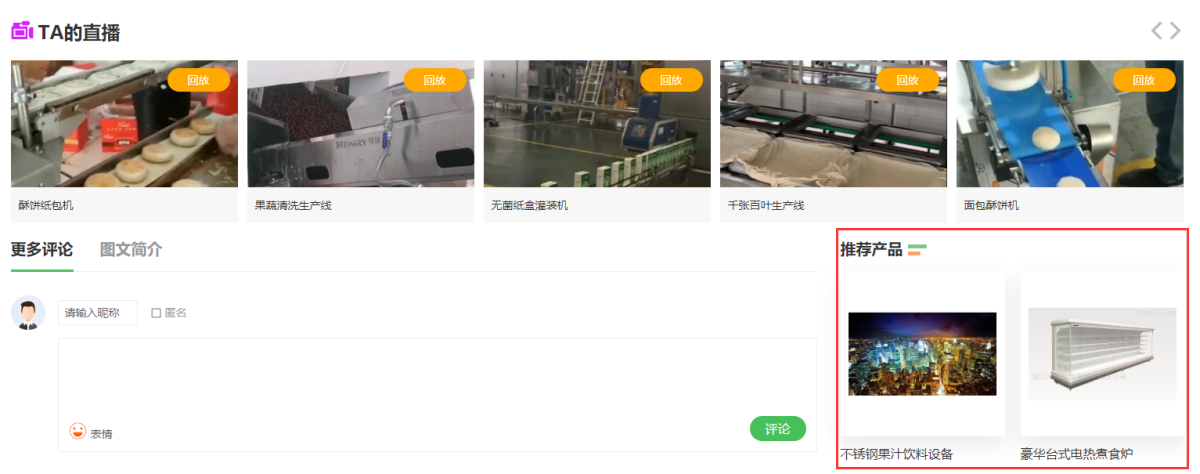 TA的直播
回放
回放
回放
回放
回放
HENRY
酥饼纸包机
果蔬清洗生产线
无菌纸盒灌装机
千张百叶生产线
面包酥饼机
更多评论 图文简介
请输入昵称 匿名
表情
评论
推荐产品
不锈钢果汁饮料设备
豪华台式电热煮食炉